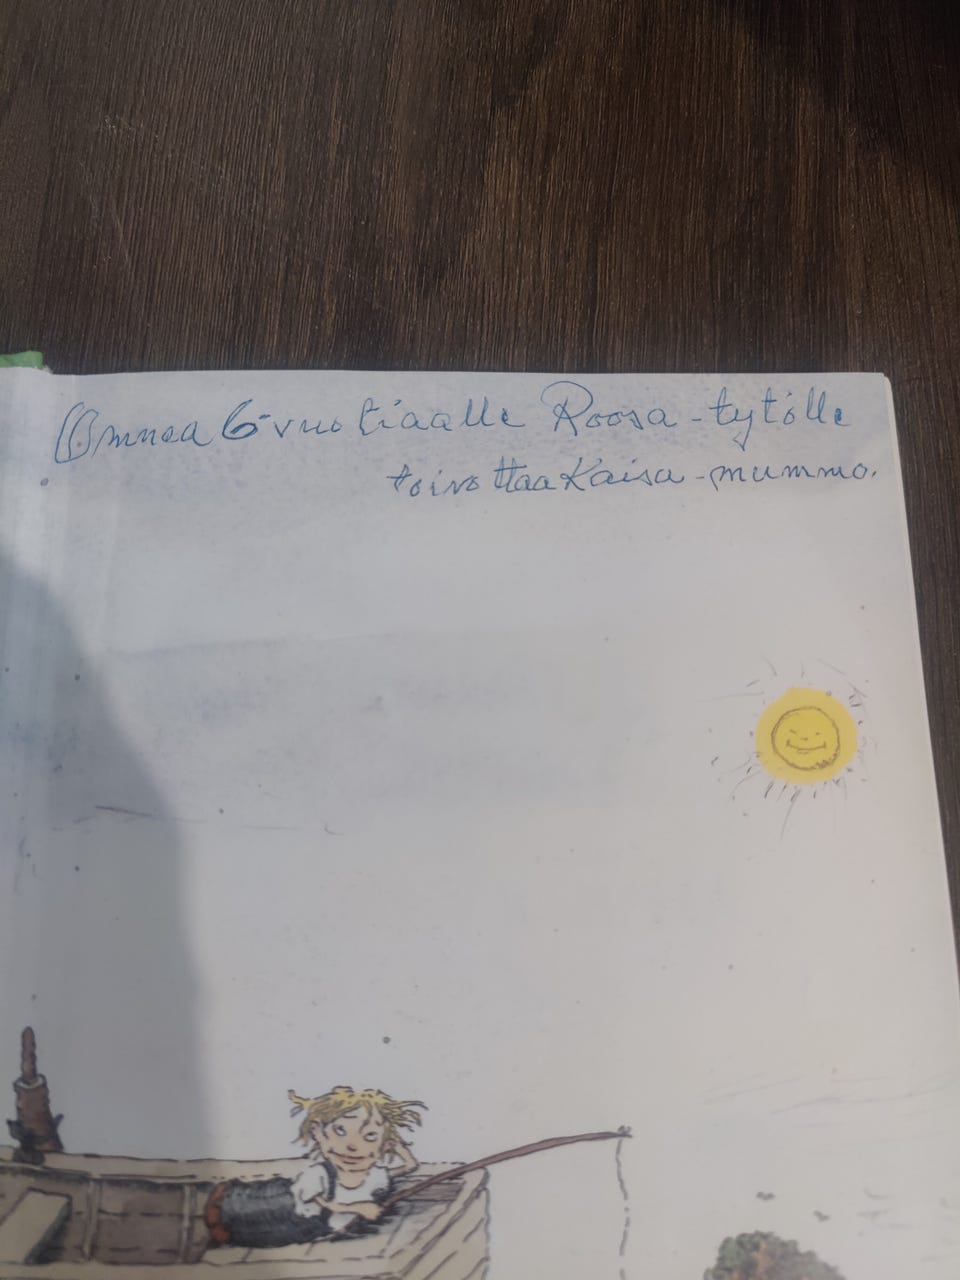 Onnea 6-vuotiaalle Roosa-tytölle
toivottaa Kaisa-mummo.